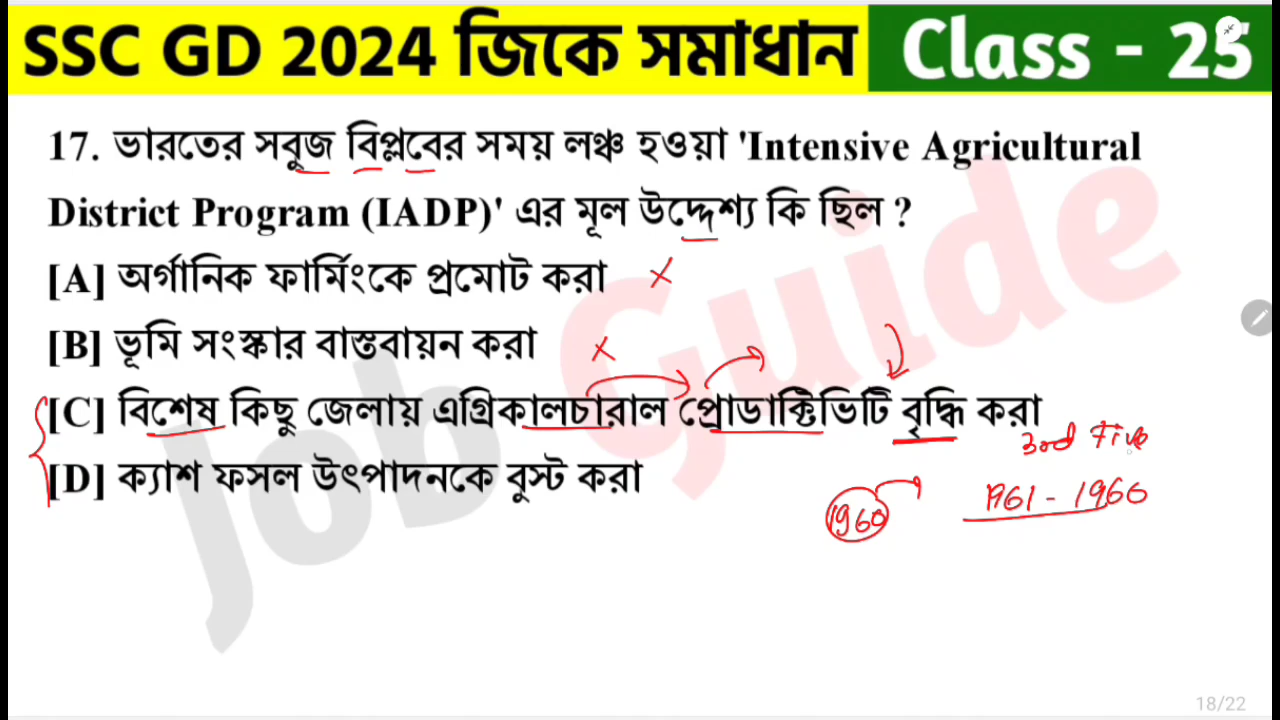 SSC GD 2024 জিকে সমাধান Class - 25
17. ভারতের সবুজ বিপ্লবের সময় লঞ্চ হওয়া 'Intensive Agricultural
District Program (IADP)' এর মূল উদ্দেশ্য কি ছিল ?
[A] অর্গানিক ফার্মিংকে প্রমোট করা
[B] ভূমি সংস্কার বাস্তবায়ন করা
[C] বিশেষ কিছু জেলায় এগ্রিকালচারাল প্রোডাক্টিভিটি বৃদ্ধি করা
3rd Five
[D] ক্যাশ ফসল উৎপাদনকে বুস্ট করা
1960 1961 - 1966
Job Guide
18/22